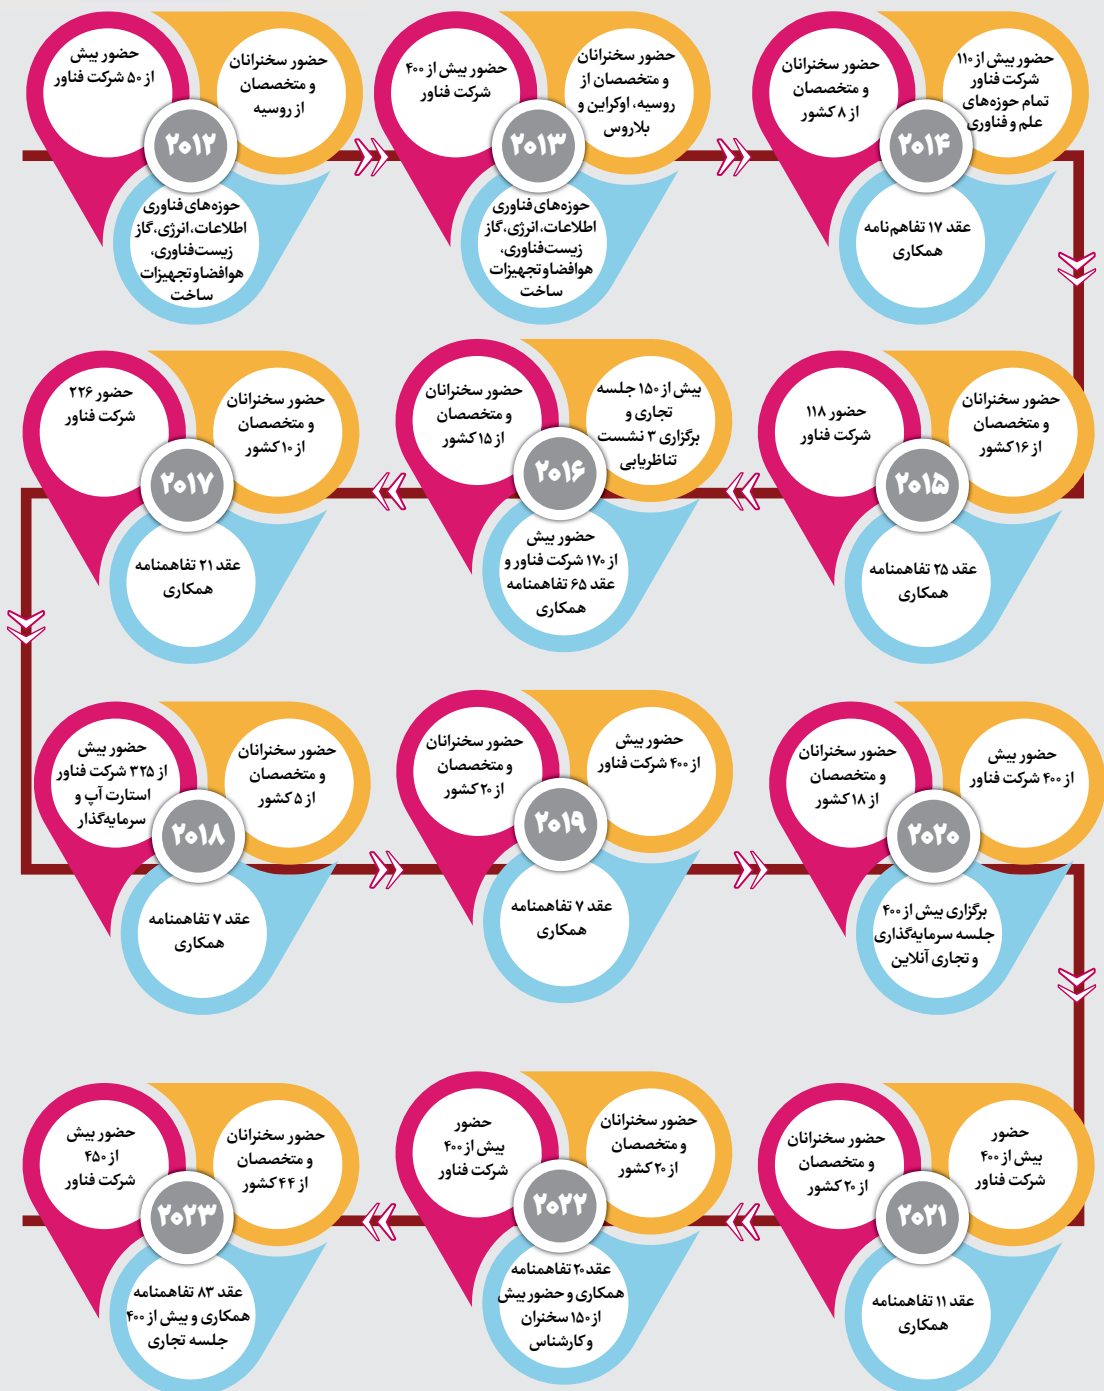 حضور بیش
از ۵۰ شرکت فناور
حضور سخنرانان
و متخصصان
از روسیه
۲۰۱۲
حوزه‌های فناوری
اطلاعات، انرژی، گاز
زیست‌فناوری،
هوافضا و تجهیزات
ساخت
حضور بیش از ۴۰۰
شرکت فناور
حضور سخنرانان
و متخصصان از
روسیه، اوکراین و
بلاروس
۲۰۱۳
حوزه‌های فناوری
اطلاعات، انرژی، گاز
زیست‌فناوری،
هوافضا و تجهیزات
ساخت
حضور سخنرانان
و متخصصان
از ۸ کشور
حضور بیش از ۱۱۰
شرکت فناور
تمام حوزه‌های
علم و فناوری
۲۰۱۴
عقد ۱۷ تفاهم‌نامه
همکاری
حضور ۱۱۸
شرکت فناور
حضور سخنرانان
و متخصصان
از ۱۶ کشور
۲۰۱۵
عقد ۲۵ تفاهمنامه
همکاری
حضور سخنرانان
و متخصصان
از ۱۵ کشور
بیش از ۱۵۰ جلسه
تجاری و
برگزاری ۳ نشست
تناظریابی
۲۰۱۶
حضور بیش
از ۱۷۰ شرکت فناور و
عقد ۶۵ تفاهمنامه
همکاری
حضور ۲۲۶
شرکت فناور
حضور سخنرانان
و متخصصان
از ۱۰ کشور
۲۰۱۷
عقد ۲۱ تفاهمنامه
همکاری
حضور بیش
از ۳۲۵ شرکت فناور
استارت آپ و
سرمایه‌گذار
حضور سخنرانان
و متخصصان
از ۵ کشور
۲۰۱۸
عقد ۷ تفاهمنامه
همکاری
حضور سخنرانان
و متخصصان
از ۲۰ کشور
حضور بیش
از ۴۰۰ شرکت فناور
۲۰۱۹
عقد ۷ تفاهمنامه
همکاری
حضور سخنرانان
و متخصصان
از ۱۸ کشور
حضور بیش
از ۴۰۰ شرکت فناور
۲۰۲۰
برگزاری بیش از ۴۰۰
جلسه سرمایه‌گذاری
و تجاری آنلاین
حضور سخنرانان
و متخصصان
از ۲۰ کشور
حضور
بیش از ۴۰۰
شرکت فناور
۲۰۲۱
عقد ۱۱ تفاهمنامه
همکاری
حضور
بیش از ۴۰۰
شرکت فناور
حضور سخنرانان
و متخصصان
از ۲۰ کشور
۲۰۲۲
عقد ۲۰ تفاهمنامه
همکاری و حضور بیش
از ۱۵۰ سخنران
و کارشناس
حضور بیش
از ۴۵۰
شرکت فناور
حضور سخنرانان
و متخصصان
از ۴۴ کشور
۲۰۲۳
عقد ۸۳ تفاهمنامه
همکاری و بیش از ۴۰۰
جلسه تجاری